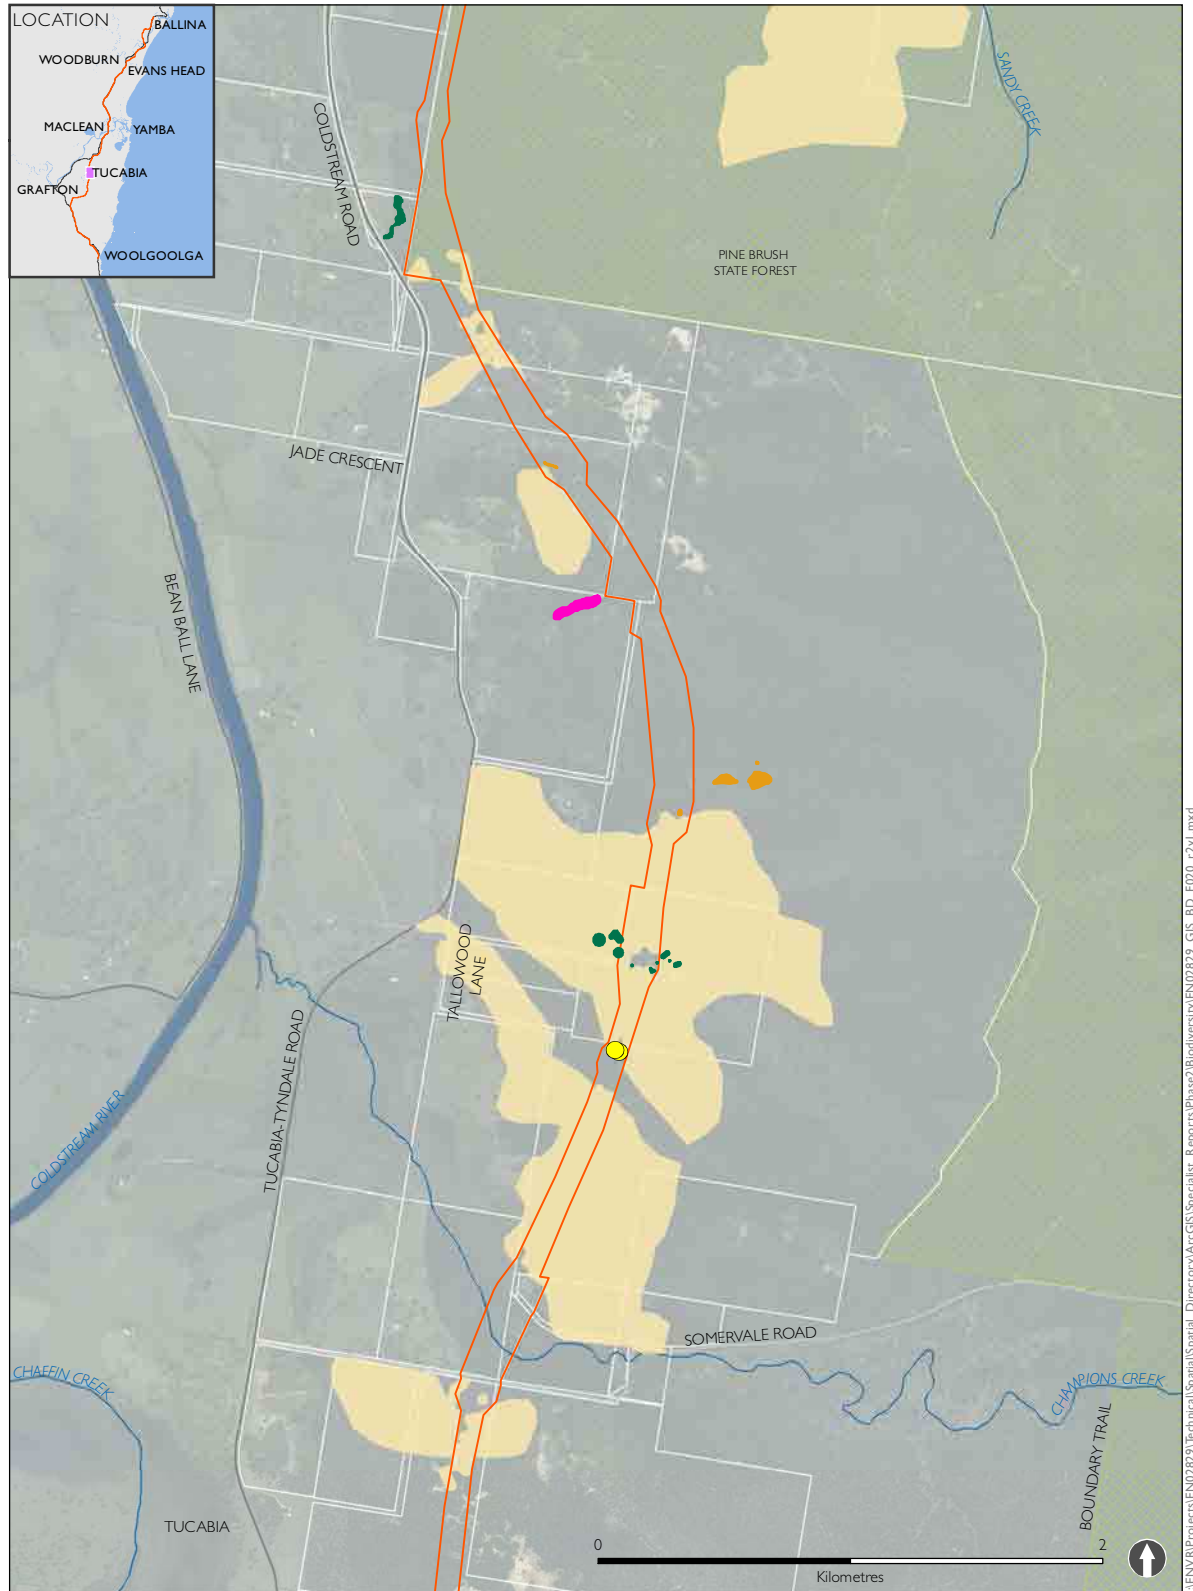 LOCATION
BALLINA
WOODBURN
EVANS HEAD
MACLEAN
YAMBA
TUCABIA
GRAFTON
WOOLGOOLGA
SANDY CREEK
COLDSTREAM ROAD
PINE BRUSH
STATE FOREST
JADE CRESCENT
BEAN BALL LANE
TALLOWOOD
LANE
TUCABIA-TYNDALE ROAD
COLDSTREAM RIVER
SOMERVALE ROAD
CHAFFIN CREEK
CHAMPIONS CREEK
BOUNDARY TRAIL
TUCABIA
0
2
Kilometres